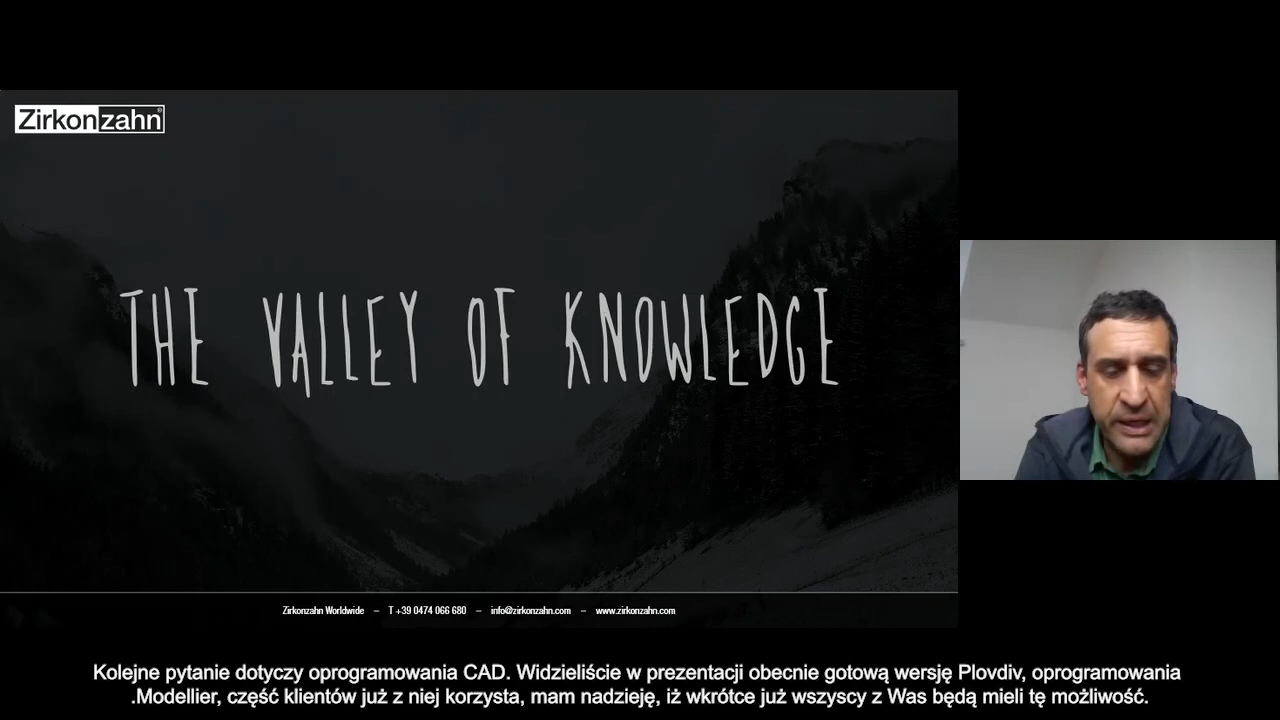 Zirkonzahn®
THE VALLEY OF KNOWLEDGE
Zirkonzahn Worldwide – T +39 0474 066 680 – info@zirkonzahn.com – www.zirkonzahn.com
Kolejne pytanie dotyczy oprogramowania CAD. Widzieliście w prezentacji obecnie gotową wersję Plovdiv, oprogramowania
.Modellier, część klientów już z niej korzysta, mam nadzieję, iż wkrótce już wszyscy z Was będą mieli tę możliwość.